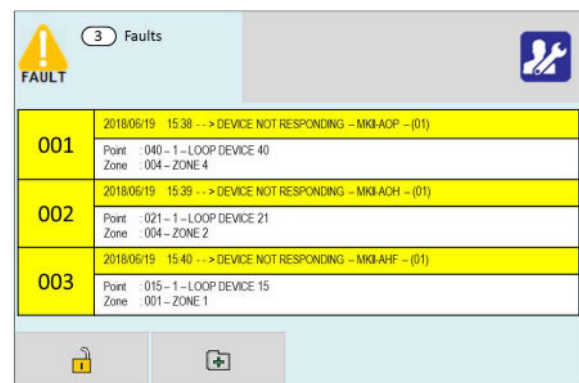 3 Faults
FAULT
001
2018/06/19 15:38 - - > DEVICE NOT RESPONDING – MKII-AOP – (01)
Point : 040 – 1 – LOOP DEVICE 40
Zone : 004 – ZONE 4
002
2018/06/19 15:39 - - > DEVICE NOT RESPONDING – MKII-AOH – (01)
Point : 021 – 1 – LOOP DEVICE 21
Zone : 004 – ZONE 2
003
2018/06/19 15:40 - - > DEVICE NOT RESPONDING – MKII-AHF – (01)
Point : 015 – 1 – LOOP DEVICE 15
Zone : 001 – ZONE 1